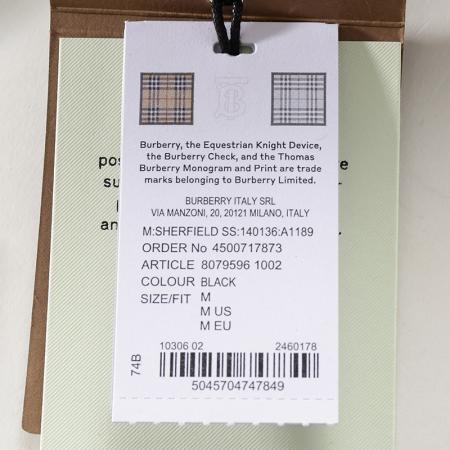 Burberry, the Equestrian Knight Device,
the Burberry Check, and the Thomas
Burberry Monogram and Print are trade
marks belonging to Burberry Limited.
BURBERRY ITALY SRL
VIA MANZONI, 20, 20121 MILANO, ITALY
M:SHERFIELD SS:140136:A1189
ORDER No 4500717873
ARTICLE 8079596 1002
COLOUR BLACK
SIZE/FIT M
M US
M EU
10306 02 2460178
74B
5045704747849